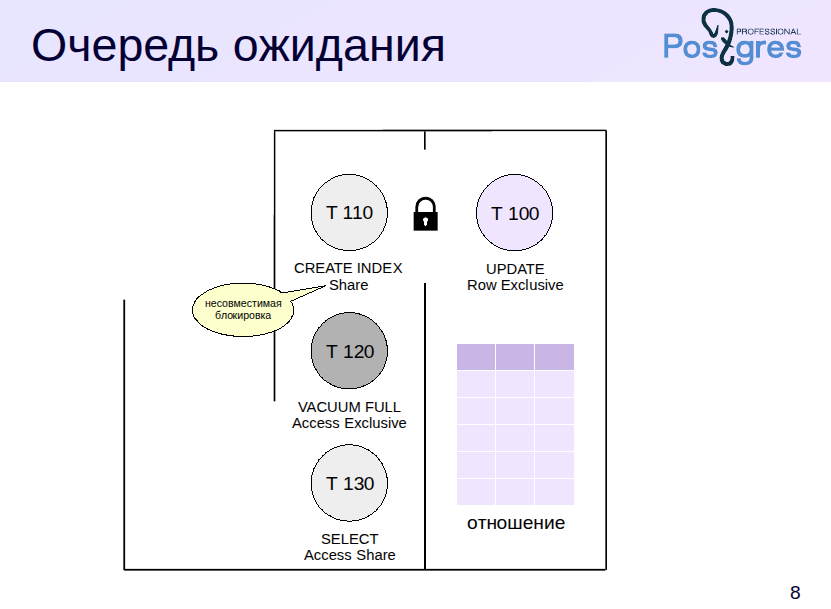 Очередь ожидания
PROFESSIONAL
Postgres
T 110
T 100
CREATE INDEX
Share
UPDATE
Row Exclusive
несовместимая
блокировка
T 120
VACUUM FULL
Access Exclusive
T 130
SELECT
Access Share
отношение
8